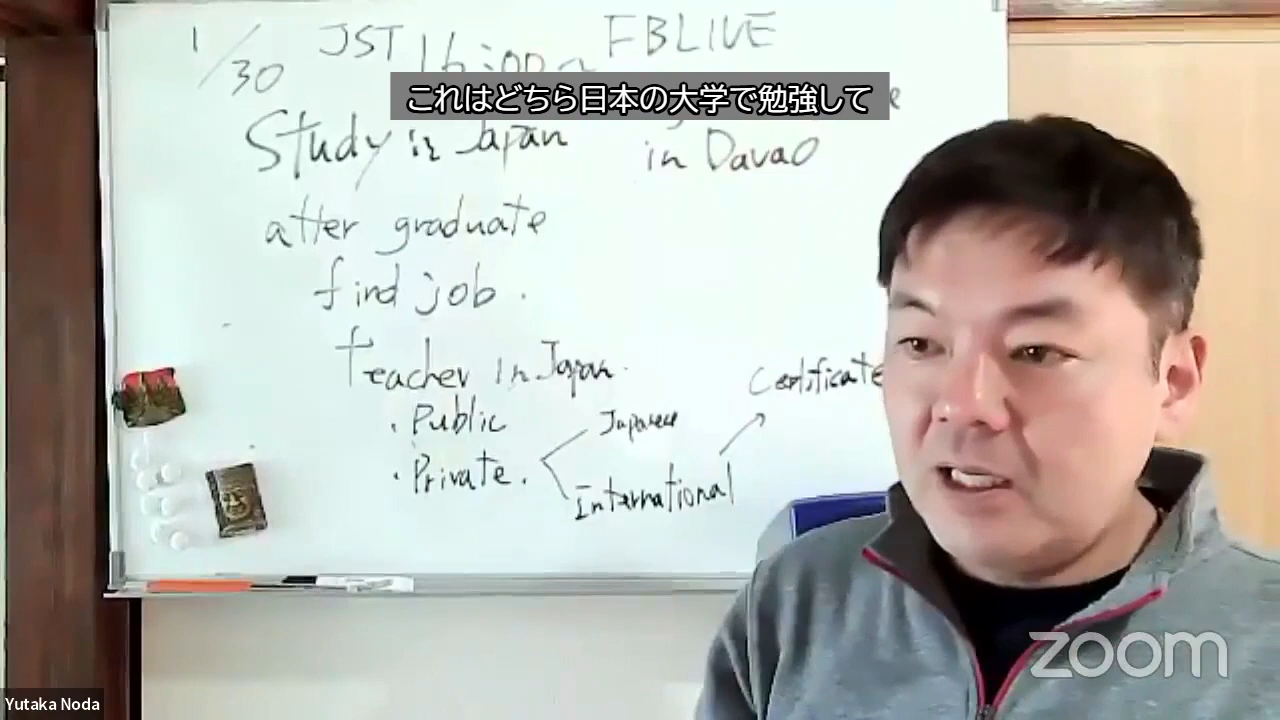 1/30 JST 16:00~ FBLIVE
これはどちら日本の大学で勉強して
Study in Japan
in Davao
after graduate
find job.
Teacher in Japan.
Certificate
・Public
Japanese
・Private.
International
zoom
Yutaka Noda